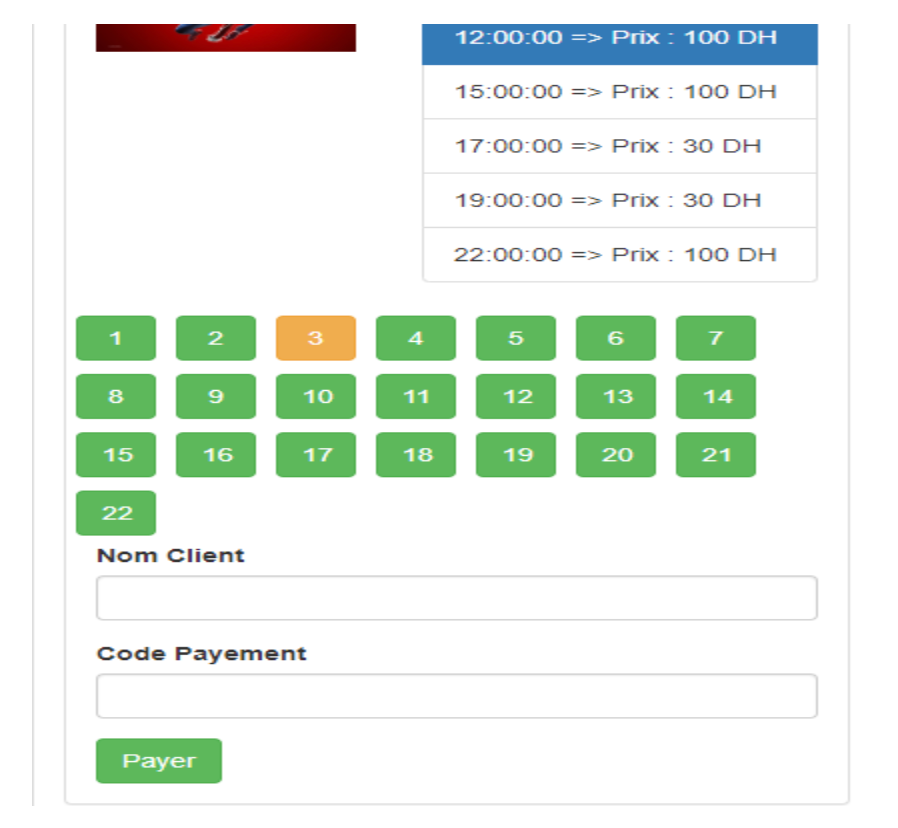 12:00:00 => Prix : 100 DH
15:00:00 => Prix : 100 DH
17:00:00 => Prix : 30 DH
19:00:00 => Prix : 30 DH
22:00:00 => Prix : 100 DH
1 2 3 4 5 6 7
8 9 10 11 12 13 14
15 16 17 18 19 20 21
22
Nom Client
Code Payement
Payer